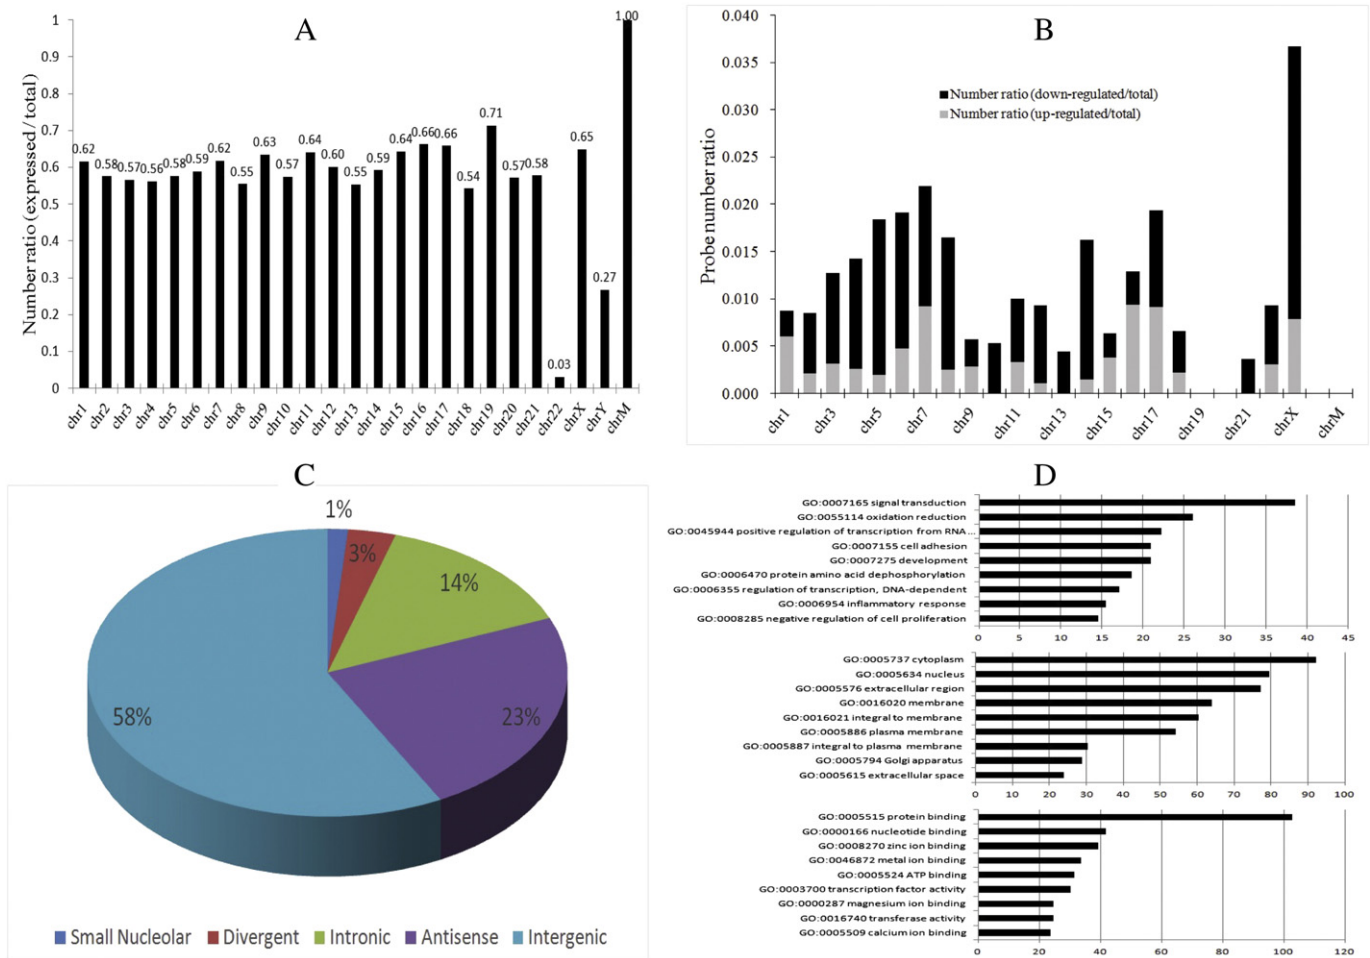 A
Number ratio (expressed / total)
1
0.9
0.8
0.7
0.6
0.5
0.4
0.3
0.2
0.1
0
0.62
0.58
0.57
0.56
0.58
0.59
0.62
0.55
0.63
0.57
0.64
0.60
0.55
0.59
0.64
0.66
0.66
0.54
0.71
0.57
0.58
0.03
0.65
0.27
1.00
chr1
chr2
chr3
chr4
chr5
chr6
chr7
chr8
chr9
chr10
chr11
chr12
chr13
chr14
chr15
chr16
chr17
chr18
chr19
chr20
chr21
chr22
chrX
chrY
chrM
B
Probe number ratio
0.040
0.035
0.030
0.025
0.020
0.015
0.010
0.005
0.000
Number ratio (down-regulated/total)
Number ratio (up-regulated/total)
chr1
chr3
chr5
chr7
chr9
chr11
chr13
chr15
chr17
chr19
chr21
chrX
chrM
C
1%
3%
14%
23%
58%
Small Nucleolar
Divergent
Intronic
Antisense
Intergenic
D
GO:0007165 signal transduction
GO:0055114 oxidation reduction
GO:0045944 positive regulation of transcription from RNA ...
GO:0007155 cell adhesion
GO:0007275 development
GO:0006470 protein amino acid dephosphorylation
GO:0006355 regulation of transcription, DNA-dependent
GO:0006954 inflammatory response
GO:0008285 negative regulation of cell proliferation
0 5 10 15 20 25 30 35 40 45
GO:0005737 cytoplasm
GO:0005634 nucleus
GO:0005576 extracellular region
GO:0016020 membrane
GO:0016021 integral to membrane
GO:0005886 plasma membrane
GO:0005887 integral to plasma membrane
GO:0005794 Golgi apparatus
GO:0005615 extracellular space
0 10 20 30 40 50 60 70 80 90 100
GO:0005515 protein binding
GO:0000166 nucleotide binding
GO:0008270 zinc ion binding
GO:0046872 metal ion binding
GO:0005524 ATP binding
GO:0003700 transcription factor activity
GO:0000287 magnesium ion binding
GO:0016740 transferase activity
GO:0005509 calcium ion binding
0 20 40 60 80 100 120